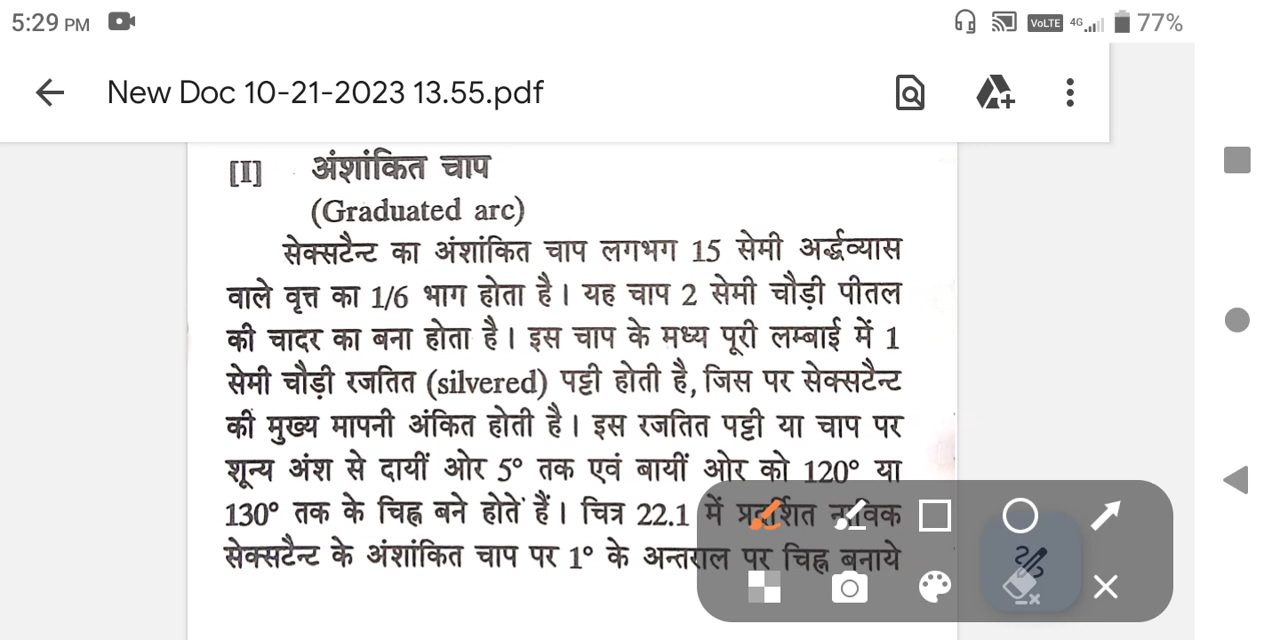 5:29 PM
VoLTE 4G 77%
New Doc 10-21-2023 13.55.pdf
[I] अंशांकित चाप
(Graduated arc)
सेक्सटैन्ट का अंशांकित चाप लगभग 15 सेमी अर्द्धव्यास
वाले वृत्त का 1/6 भाग होता है। यह चाप 2 सेमी चौड़ी पीतल
की चादर का बना होता है। इस चाप के मध्य पूरी लम्बाई में 1
सेमी चौड़ी रजतित (silvered) पट्टी होती है, जिस पर सेक्सटैन्ट
की मुख्य मापनी अंकित होती है। इस रजतित पट्टी या चाप पर
शून्य अंश से दायीं ओर 5° तक एवं बायीं ओर को 120° या
130° तक के चिह्न बने होते हैं। चित्र 22.1 में प्रदर्शित नाविक
सेक्सटैन्ट के अंशांकित चाप पर 1° के अन्तराल पर चिह्न बनाये